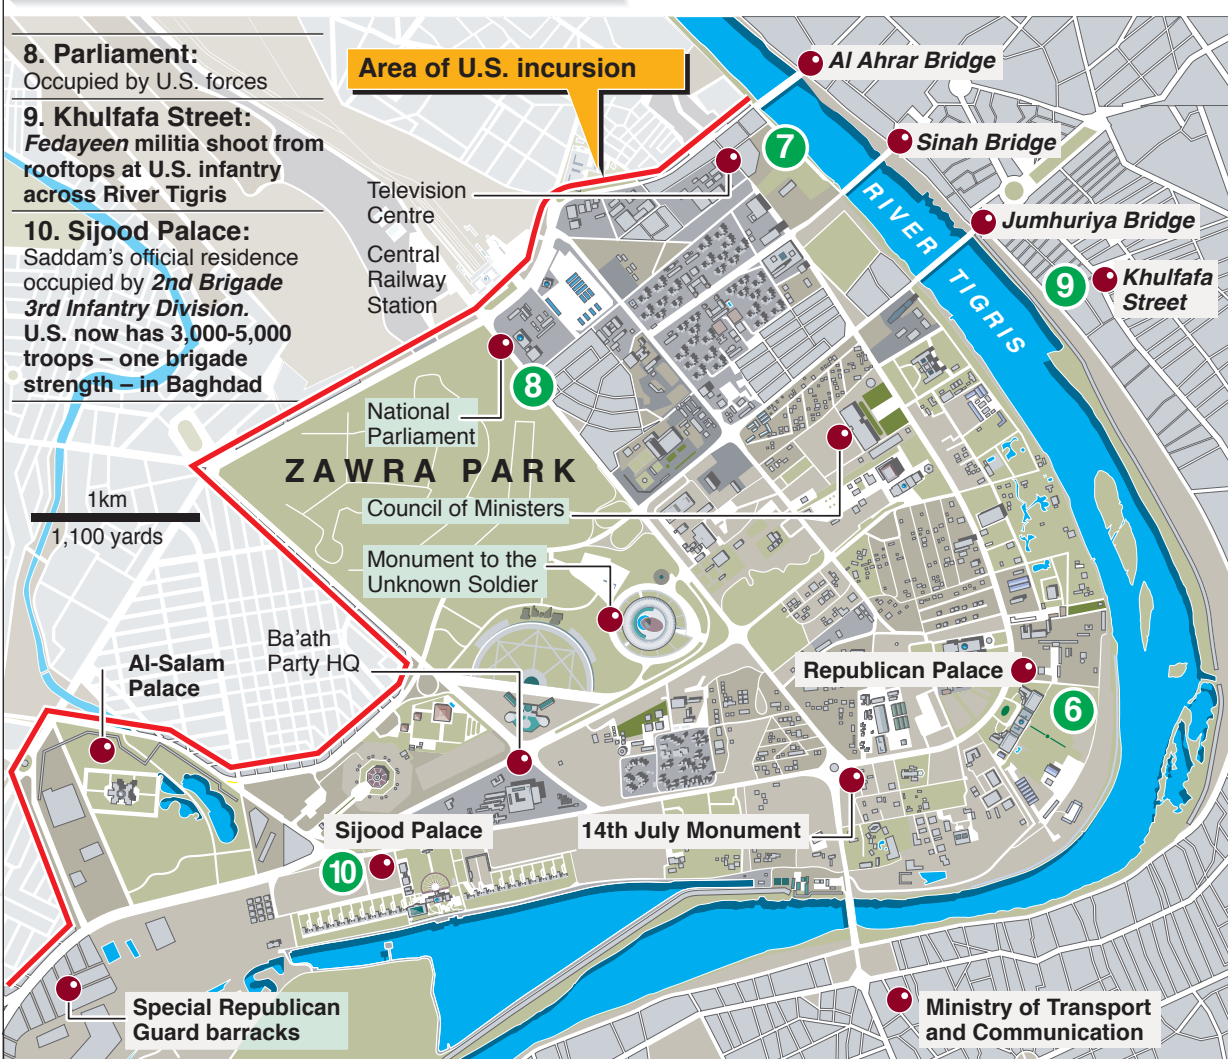 8. Parliament:
Occupied by U.S. forces
9. Khulfafa Street:
Fedayeen militia shoot from
rooftops at U.S. infantry
across River Tigris
10. Sijood Palace:
Saddam’s official residence
occupied by 2nd Brigade
3rd Infantry Division.
U.S. now has 3,000-5,000
troops – one brigade
strength – in Baghdad
Area of U.S. incursion
Al Ahrar Bridge
7
Sinah Bridge
Television
Centre
RIVER TIGRIS
Jumhuriya Bridge
Central
Railway
Station
9
Khulfafa
Street
8
National
Parliament
ZAWRA PARK
1km
1,100 yards
Council of Ministers
Monument to the
Unknown Soldier
Ba’ath
Party HQ
Al-Salam
Palace
Republican Palace
6
Sijood Palace
14th July Monument
10
Special Republican
Guard barracks
Ministry of Transport
and Communication